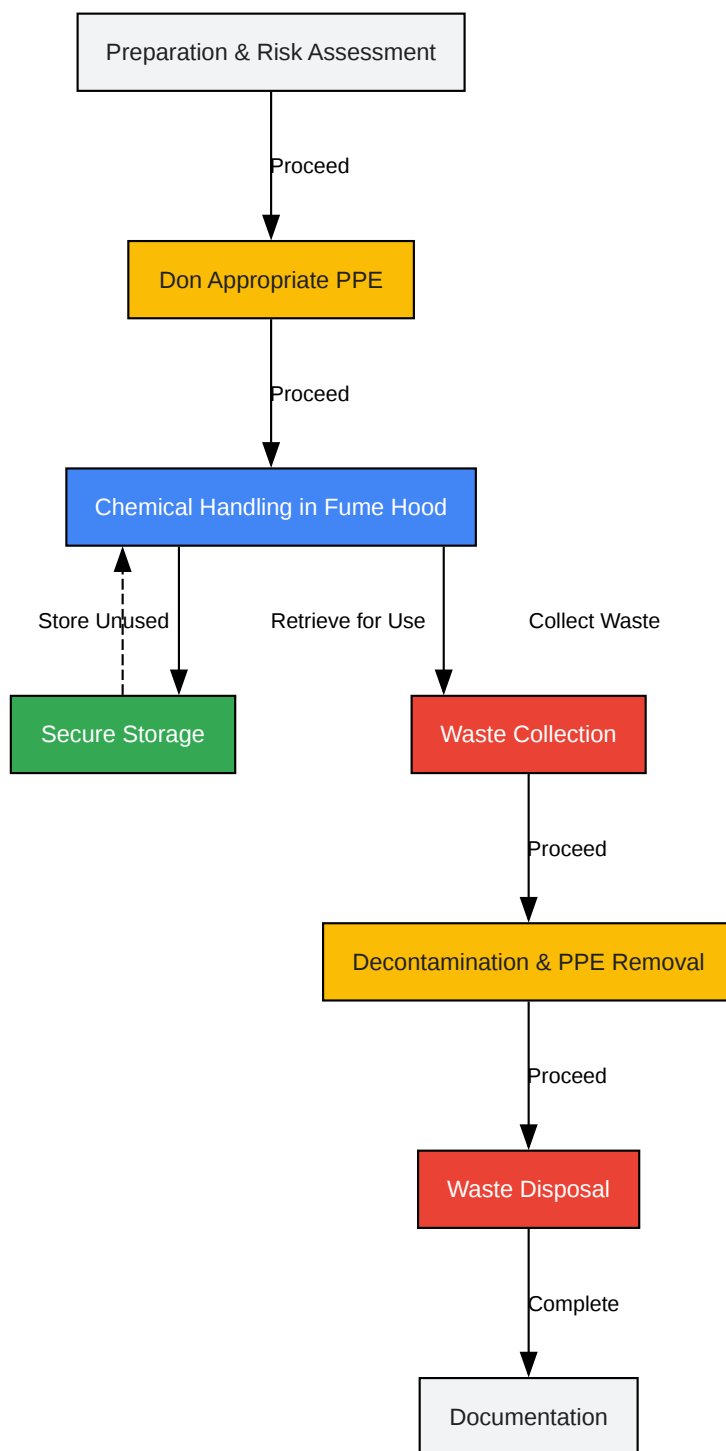 Preparation & Risk Assessment
Proceed
Don Appropriate PPE
Proceed
Chemical Handling in Fume Hood
Store Unused
Retrieve for Use
Collect Waste
Secure Storage
Waste Collection
Proceed
Decontamination & PPE Removal
Proceed
Waste Disposal
Complete
Documentation